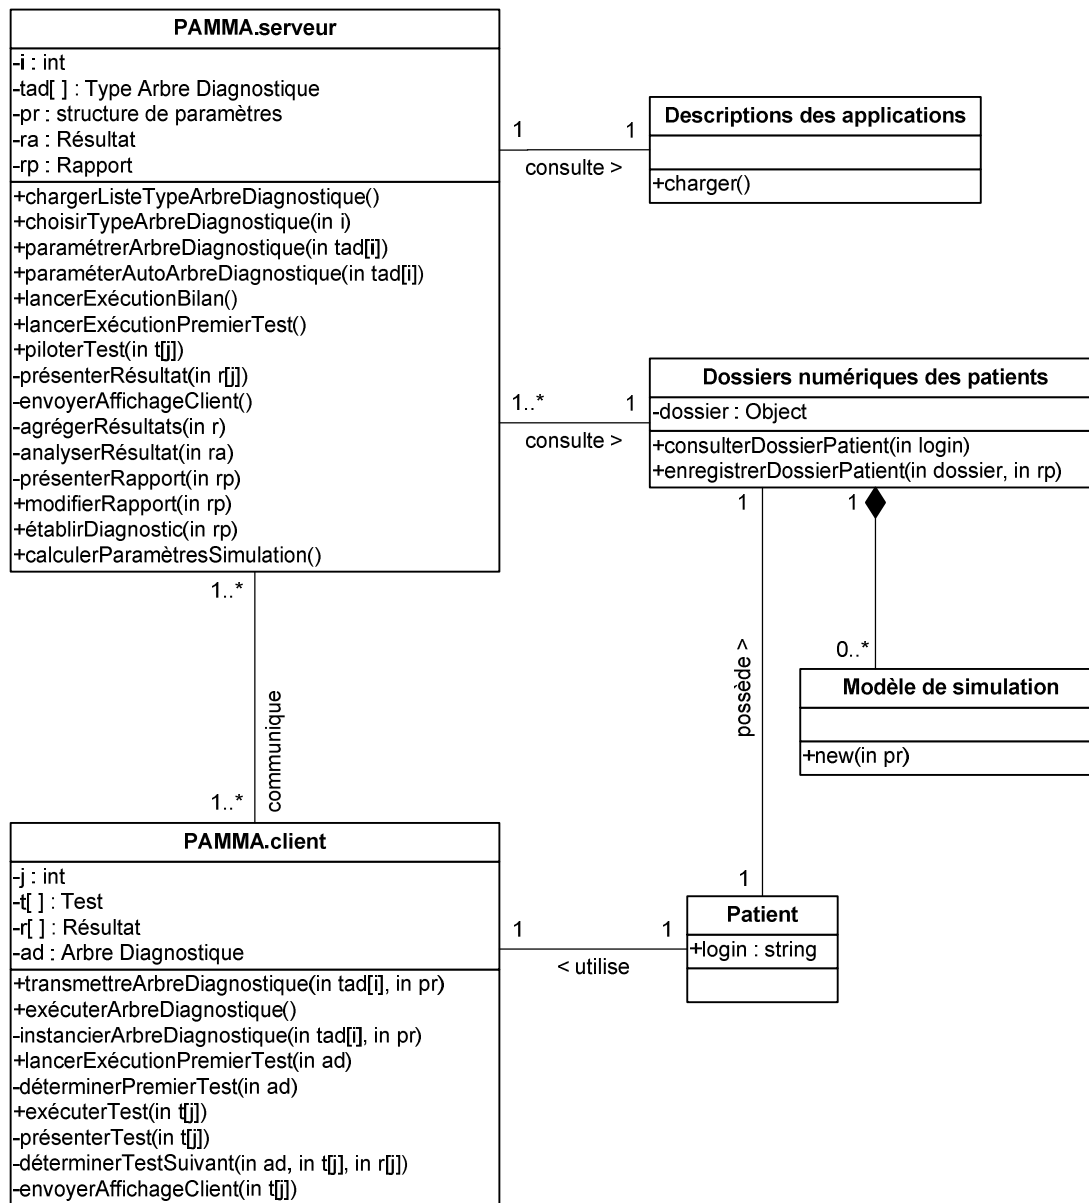 PAMMA.serveur
-i : int
-tad[ ] : Type Arbre Diagnostique
-pr : structure de paramètres
-ra : Résultat
-rp : Rapport
+chargerListeTypeArbreDiagnostique()
+choisirTypeArbreDiagnostique(in i)
+paramétrerArbreDiagnostique(in tad[i])
+paraméterAutoArbreDiagnostique(in tad[i])
+lancerExécutionBilan()
+lancerExécutionPremierTest()
+piloterTest(in t[j])
-présenterRésultat(in r[j])
-envoyerAffichageClient()
-agrégerRésultats(in r)
-analyserRésultat(in ra)
-présenterRapport(in rp)
+modifierRapport(in rp)
+établirDiagnostic(in rp)
+calculerParamètresSimulation()
1 1
consulte >
Descriptions des applications
+charger()
1..* 1
consulte >
Dossiers numériques des patients
-dossier : Object
+consulterDossierPatient(in login)
+enregistrerDossierPatient(in dossier, in rp)
1 1
possède >
0..*
Modèle de simulation
+new(in pr)
1..*
communique
1..*
1
PAMMA.client
-j : int
-t[ ] : Test
-r[ ] : Résultat
-ad : Arbre Diagnostique
+transmettreArbreDiagnostique(in tad[i], in pr)
+exécuterArbreDiagnostique()
-instancierArbreDiagnostique(in tad[i], in pr)
+lancerExécutionPremierTest(in ad)
-déterminerPremierTest(in ad)
+exécuterTest(in t[j])
-présenterTest(in t[j])
-déterminerTestSuivant(in ad, in t[j], in r[j])
-envoyerAffichageClient(in t[j])
1 1
< utilise
Patient
+login : string